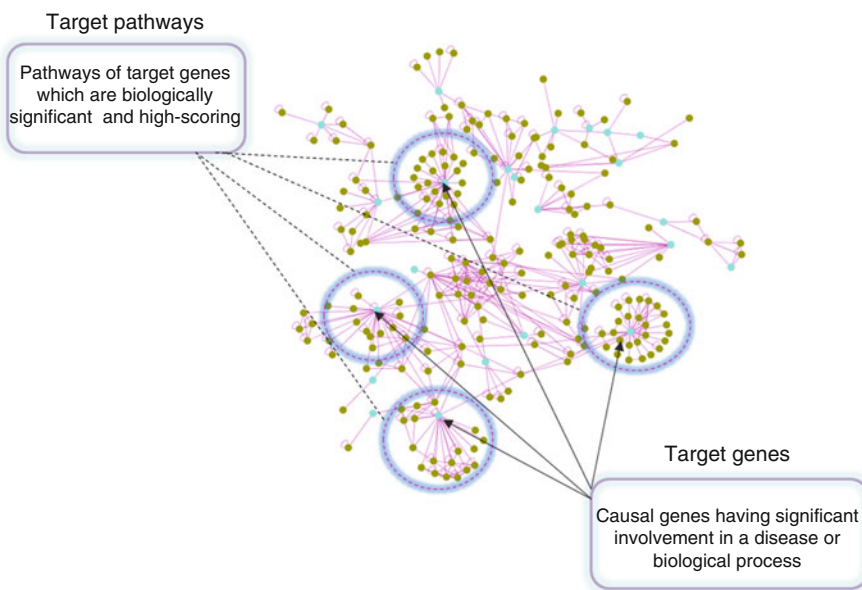 Target pathways
Pathways of target genes
which are biologically
significant and high-scoring
Target genes
Causal genes having significant
involvement in a disease or
biological process